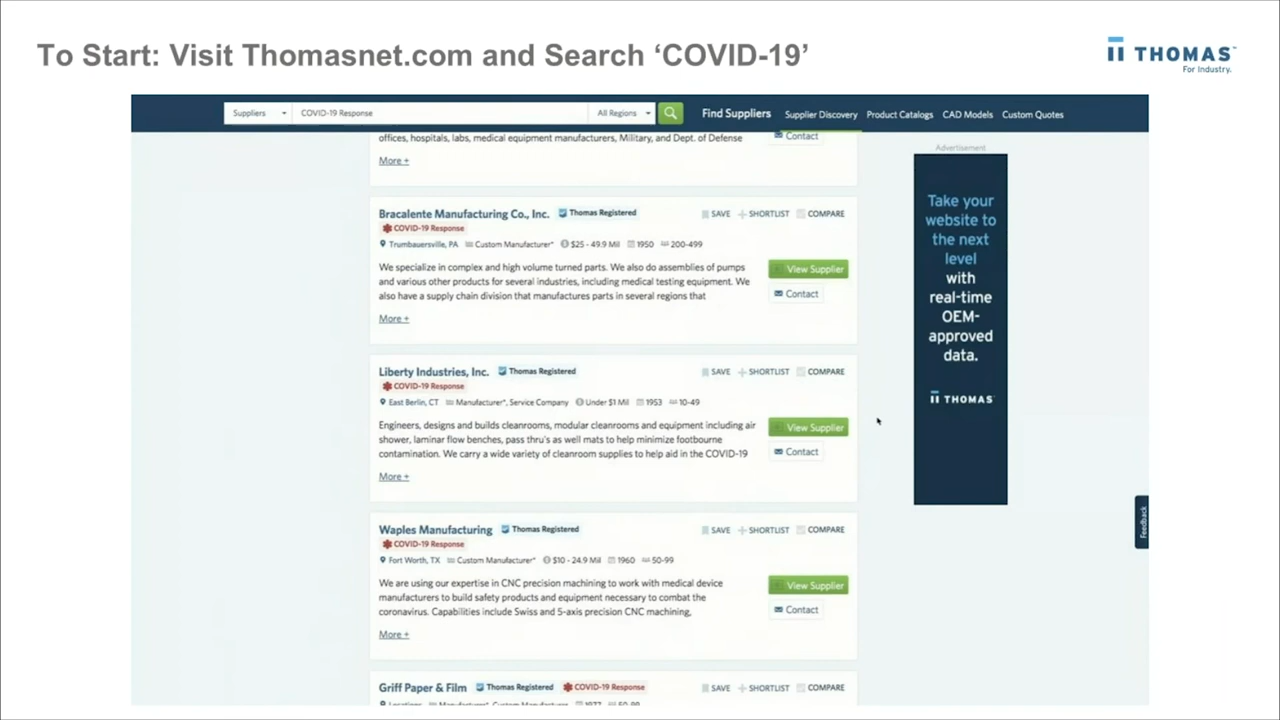 To Start: Visit Thomasnet.com and Search ‘COVID-19’
THOMAS™
For Industry.
Suppliers COVID-19 Response All Regions Find Suppliers Supplier Discovery Product Catalogs CAD Models Custom Quotes
offices, hospitals, labs, medical equipment manufacturers, Military, and Dept. of Defense
Contact
More +
Bracalente Manufacturing Co., Inc. Thomas Registered SAVE SHORTLIST COMPARE
COVID-19 Response
Trumbauersville, PA Custom Manufacturer* $25 - 49.9 Mil 1950 200-499
We specialize in complex and high volume turned parts. We also do assemblies of pumps
and various other products for several industries, including medical testing equipment. We
also have a supply chain division that manufactures parts in several regions that
View Supplier
Contact
More +
Liberty Industries, Inc. Thomas Registered SAVE SHORTLIST COMPARE
COVID-19 Response
East Berlin, CT Manufacturer*, Service Company Under $1 Mil 1953 10-49
Engineers, designs and builds cleanrooms, modular cleanrooms and equipment including air
shower, laminar flow benches, pass thru's as well mats to help minimize footbourne
contamination. We carry a wide variety of cleanroom supplies to help aid in the COVID-19
View Supplier
Contact
More +
Waples Manufacturing Thomas Registered SAVE SHORTLIST COMPARE
COVID-19 Response
Fort Worth, TX Custom Manufacturer* $10 - 24.9 Mil 1960 50-99
We are using our expertise in CNC precision machining to work with medical device
manufacturers to build safety products and equipment necessary to combat the
coronavirus. Capabilities include Swiss and 5-axis precision CNC machining,
View Supplier
Contact
More +
Griff Paper & Film Thomas Registered COVID-19 Response SAVE SHORTLIST COMPARE
Advertisement
Take your
website to
the next
level
with
real-time
OEM-
approved
data.
THOMAS
Feedback